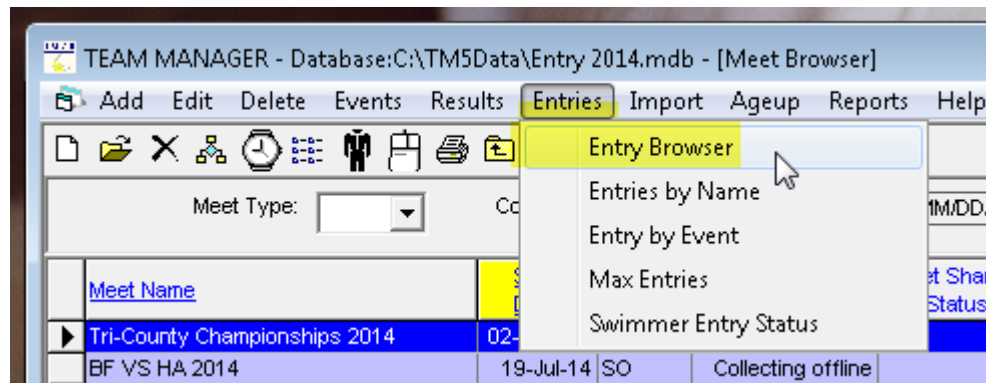 TEAM MANAGER - Database:C:\TM5Data\Entry 2014.mdb - [Meet Browser]
Add Edit Delete Events Results Entries Import Ageup Reports Help
Entry Browser
Entries by Name
Entry by Event
Max Entries
Swimmer Entry Status
Meet Type:
Meet Name
Status
Tri-County Championships 2014 02-
BF VS HA 2014 19-Jul-14 SO Collecting offline